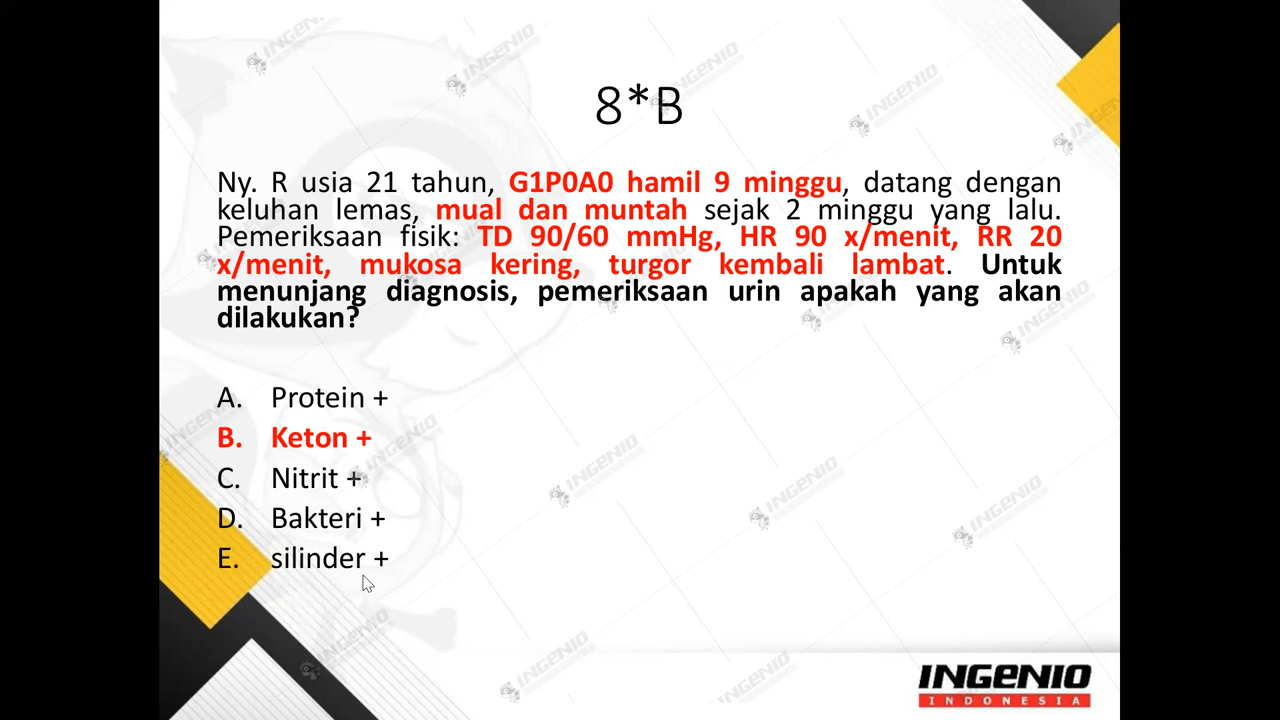 8*B
Ny. R usia 21 tahun, G1P0A0 hamil 9 minggu, datang dengan
keluhan lemas, mual dan muntah sejak 2 minggu yang lalu.
Pemeriksaan fisik: TD 90/60 mmHg, HR 90 x/menit, RR 20
x/menit, mukosa kering, turgor kembali lambat. Untuk
menunjang diagnosis, pemeriksaan urin apakah yang akan
dilakukan?
A. Protein +
B. Keton +
C. Nitrit +
D. Bakteri +
E. silinder +
INGENIO
INDONESIA